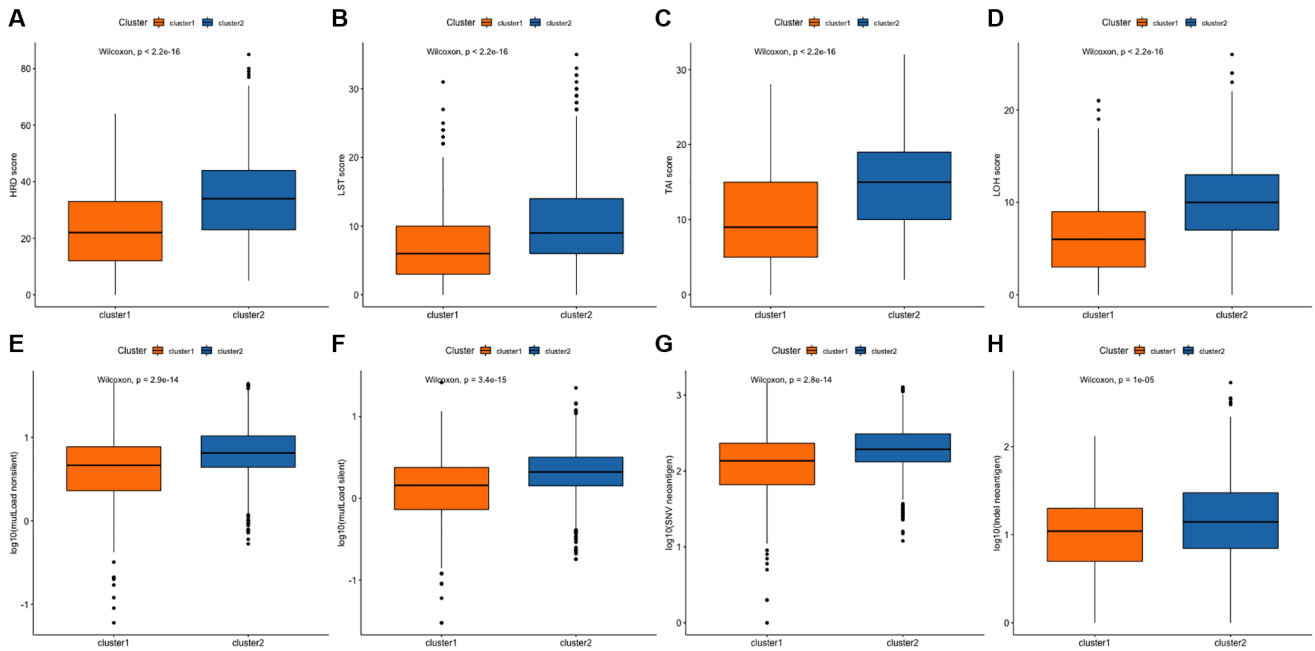 A
Cluster cluster1 cluster2
Wilcoxon, p < 2.2e-16
HRD score
80
60
40
20
0
cluster1 cluster2
B
Cluster cluster1 cluster2
Wilcoxon, p < 2.2e-16
LST score
30
20
10
0
cluster1 cluster2
C
Cluster cluster1 cluster2
Wilcoxon, p < 2.2e-16
TAI score
30
20
10
0
cluster1 cluster2
D
Cluster cluster1 cluster2
Wilcoxon, p < 2.2e-16
LOH score
20
10
0
cluster1 cluster2
E
Cluster cluster1 cluster2
Wilcoxon, p = 2.9e-14
log10(mutLoad nonsilent)
1
0
-1
cluster1 cluster2
F
Cluster cluster1 cluster2
Wilcoxon, p = 3.4e-15
log10(mutLoad silent)
1
0
-1
cluster1 cluster2
G
Cluster cluster1 cluster2
Wilcoxon, p = 2.8e-14
log10(SNV neoantigen)
3
2
1
0
cluster1 cluster2
H
Cluster cluster1 cluster2
Wilcoxon, p = 1e-05
log10(Indel neoantigen)
2
1
0
cluster1 cluster2